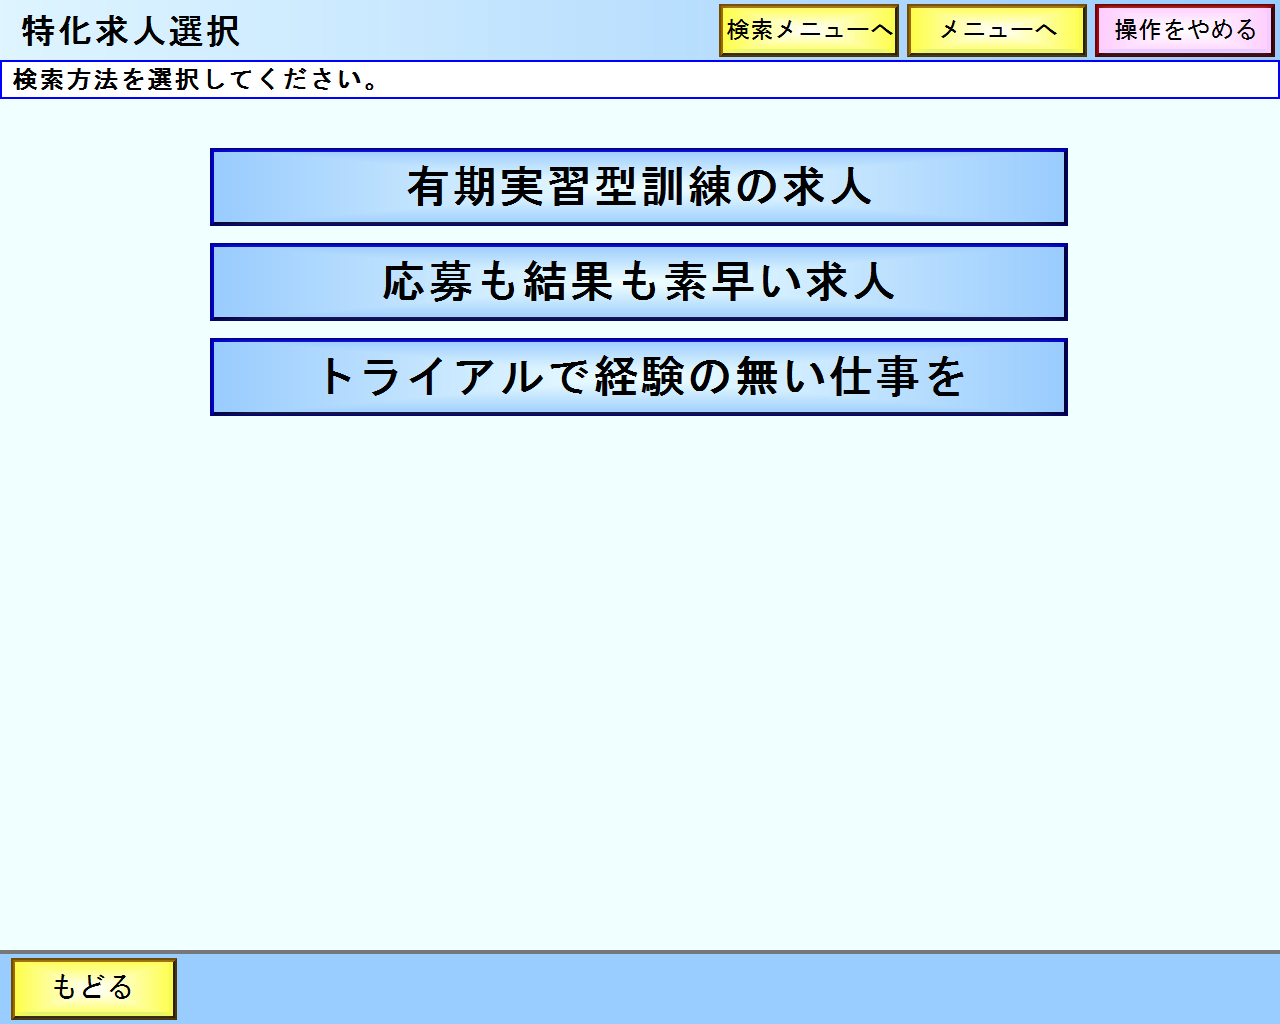 特化求人選択
検索メニューへ
メニューへ
操作をやめる
検索方法を選択してください。
有期実習型訓練の求人
応募も結果も素早い求人
トライアルで経験の無い仕事を
もどる